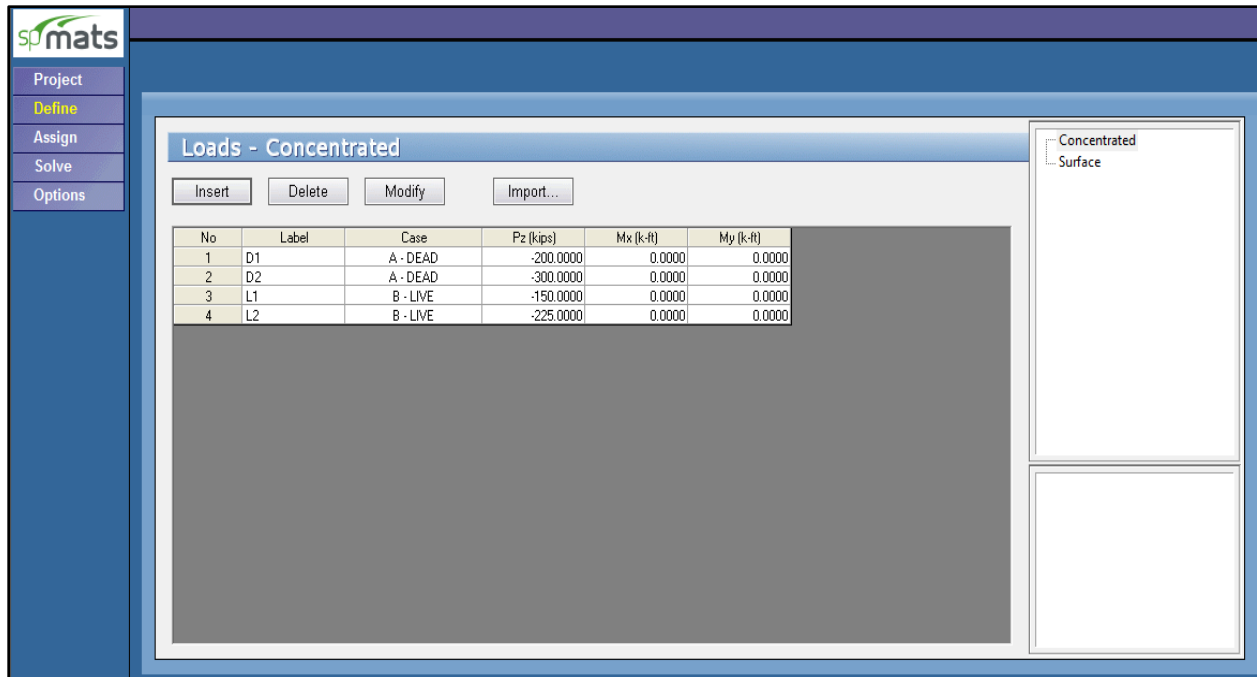 spmats
Project
Define
Assign
Solve
Options
Loads - Concentrated
Insert Delete Modify Import...
No Label Case Pz (kips) Mx (k-ft) My (k-ft)
1 D1 A - DEAD -200.0000 0.0000 0.0000
2 D2 A - DEAD -300.0000 0.0000 0.0000
3 L1 B - LIVE -150.0000 0.0000 0.0000
4 L2 B - LIVE -225.0000 0.0000 0.0000
Concentrated
Surface